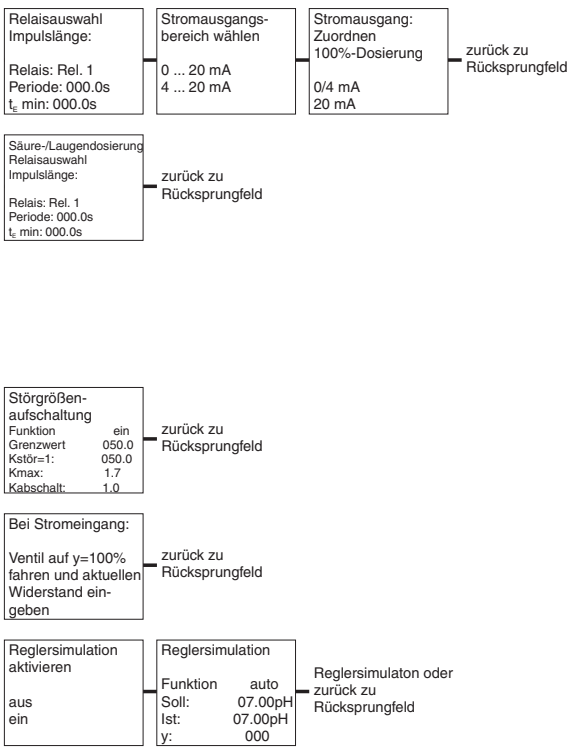 Relaisauswahl
Impulslänge:
Relais: Rel. 1
Periode: 000.0s
tE min: 000.0s
Stromausgangs-
bereich wählen
0 ... 20 mA
4 ... 20 mA
Stromausgang:
Zuordnen
100%-Dosierung
0/4 mA
20 mA
zurück zu
Rücksprungfeld
Säure-/Laugendosierung
Relaisauswahl
Impulslänge:
Relais: Rel. 1
Periode: 000.0s
tE min: 000.0s
zurück zu
Rücksprungfeld
Störgrößen-
aufschaltung
Funktion ein
Grenzwert 050.0
Kstör=1: 050.0
Kmax: 1.7
Kabschalt: 1.0
zurück zu
Rücksprungfeld
Bei Stromeingang:
Ventil auf y=100%
fahren und aktuellen
Widerstand ein-
geben
zurück zu
Rücksprungfeld
Reglersimulation
aktivieren
aus
ein
Reglersimulation
Funktion auto
Soll: 07.00pH
Ist: 07.00pH
y: 000
Reglersimulaton oder
zurück zu
Rücksprungfeld